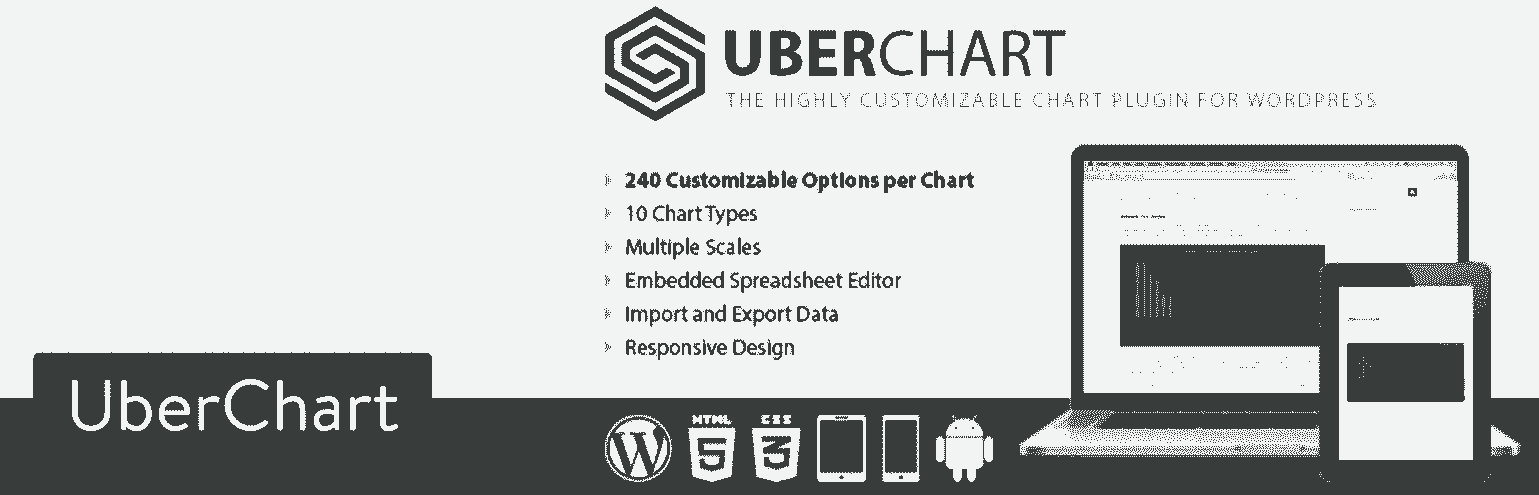 UBERCHART
THE HIGHLY CUSTOMIZABLE CHART PLUGIN FOR WORDPRESS
240 Customizable Options per Chart
10 Chart Types
Multiple Scales
Embedded Spreadsheet Editor
Import and Export Data
Responsive Design
UberChart
HTML
5
CSS
3